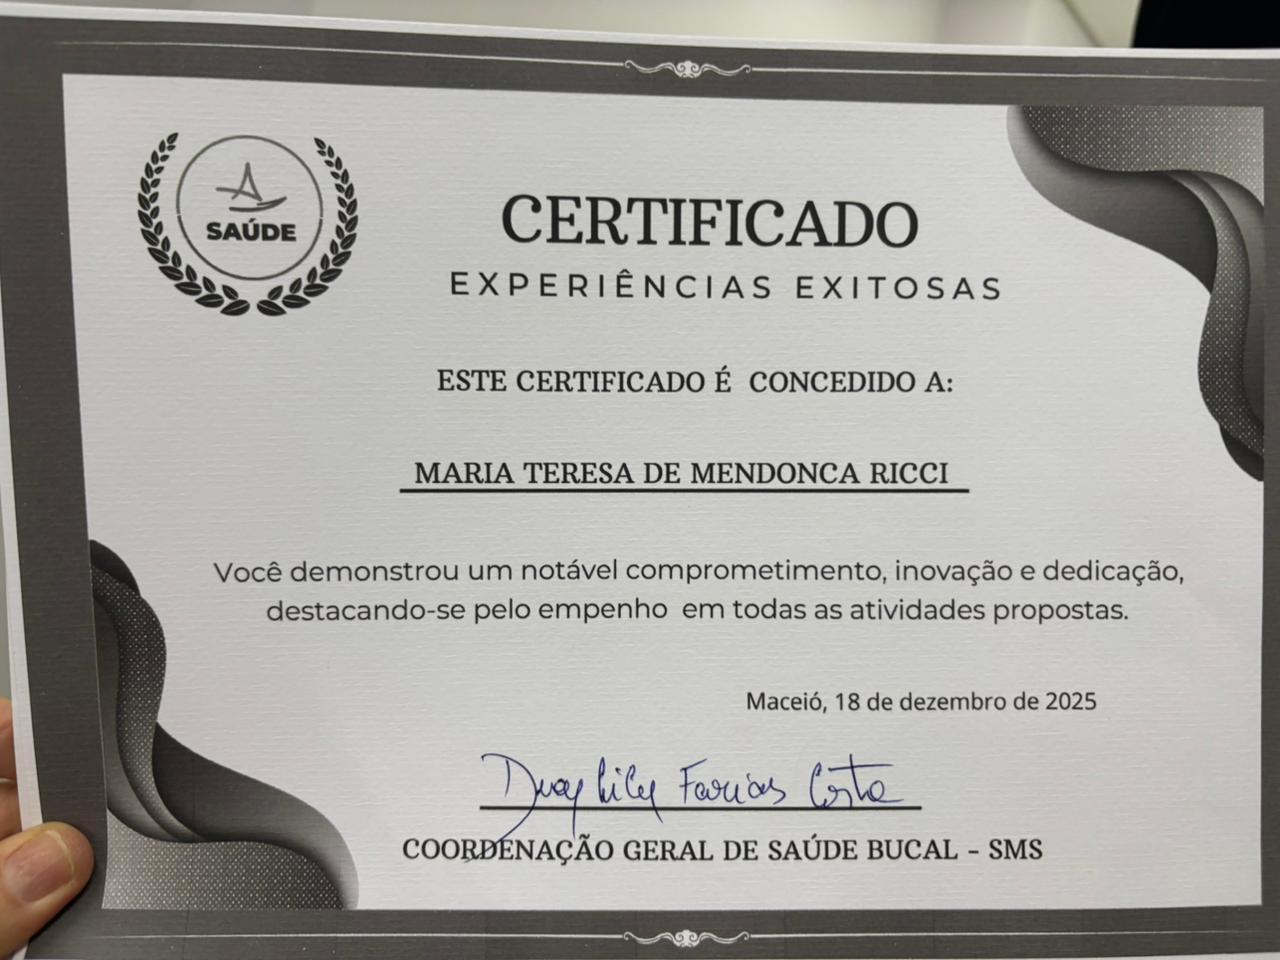 SAÚDE
CERTIFICADO
EXPERIÊNCIAS EXITOSAS
ESTE CERTIFICADO É CONCEDIDO A:
MARIA TERESA DE MENDONCA RICCI
Você demonstrou um notável comprometimento, inovação e dedicação,
destacando-se pelo empenho em todas as atividades propostas.
Maceió, 18 de dezembro de 2025
Farias Costa
COORDENAÇÃO GERAL DE SAÚDE BUCAL - SMS